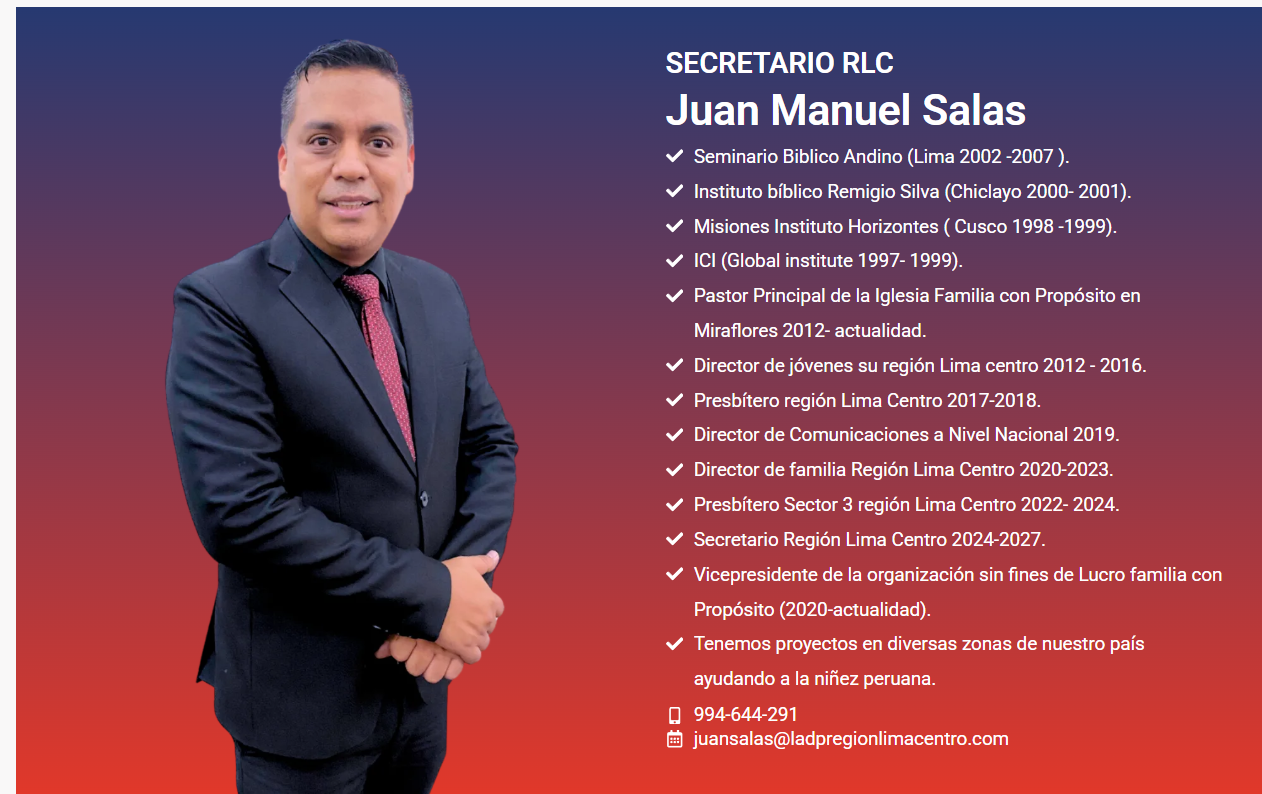 SECRETARIO RLC
Juan Manuel Salas
Seminario Biblico Andino (Lima 2002 -2007 ).
Instituto bíblico Remigio Silva (Chiclayo 2000- 2001).
Misiones Instituto Horizontes ( Cusco 1998 -1999).
ICI (Global institute 1997- 1999).
Pastor Principal de la Iglesia Familia con Propósito en
Miraflores 2012- actualidad.
Director de jóvenes su región Lima centro 2012 - 2016.
Presbítero región Lima Centro 2017-2018.
Director de Comunicaciones a Nivel Nacional 2019.
Director de familia Región Lima Centro 2020-2023.
Presbítero Sector 3 región Lima Centro 2022- 2024.
Secretario Región Lima Centro 2024-2027.
Vicepresidente de la organización sin fines de Lucro familia con
Propósito (2020-actualidad).
Tenemos proyectos en diversas zonas de nuestro país
ayudando a la niñez peruana.
994-644-291
juansalas@ladpregionlimacentro.com